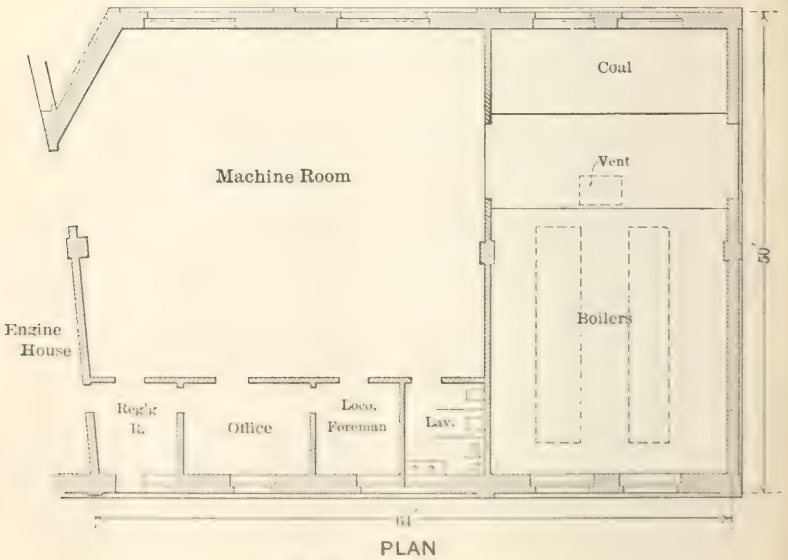 Coal
Vent
Machine Room
50'
Boilers
Engine
House
Reg'g
R.
Office
Loco.
Foreman
Lav.
64'
PLAN